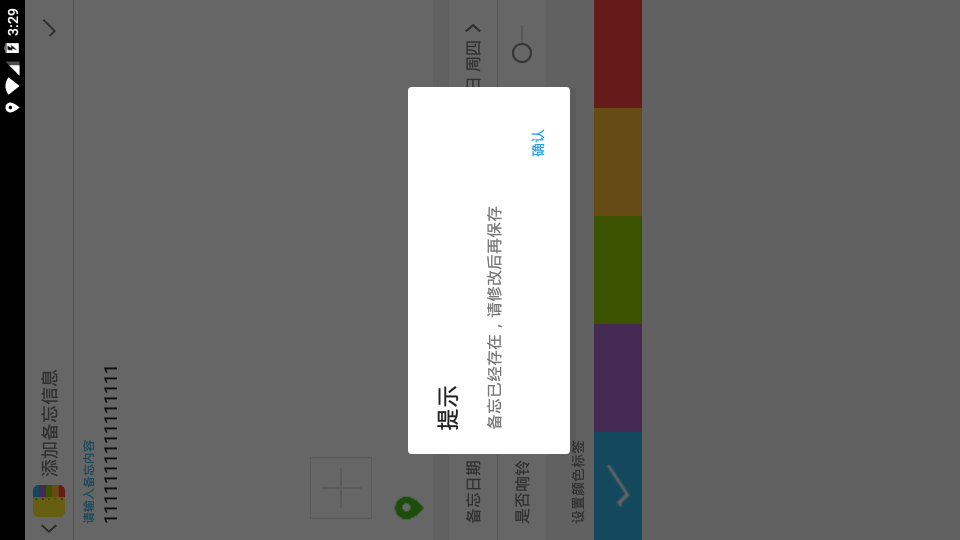 3:29
添加备忘信息
请输入备忘内容
11111111111111111
备忘日期
日 周四
是否响铃
设置颜色标签
提示
备忘已经存在，请修改后再保存
确认